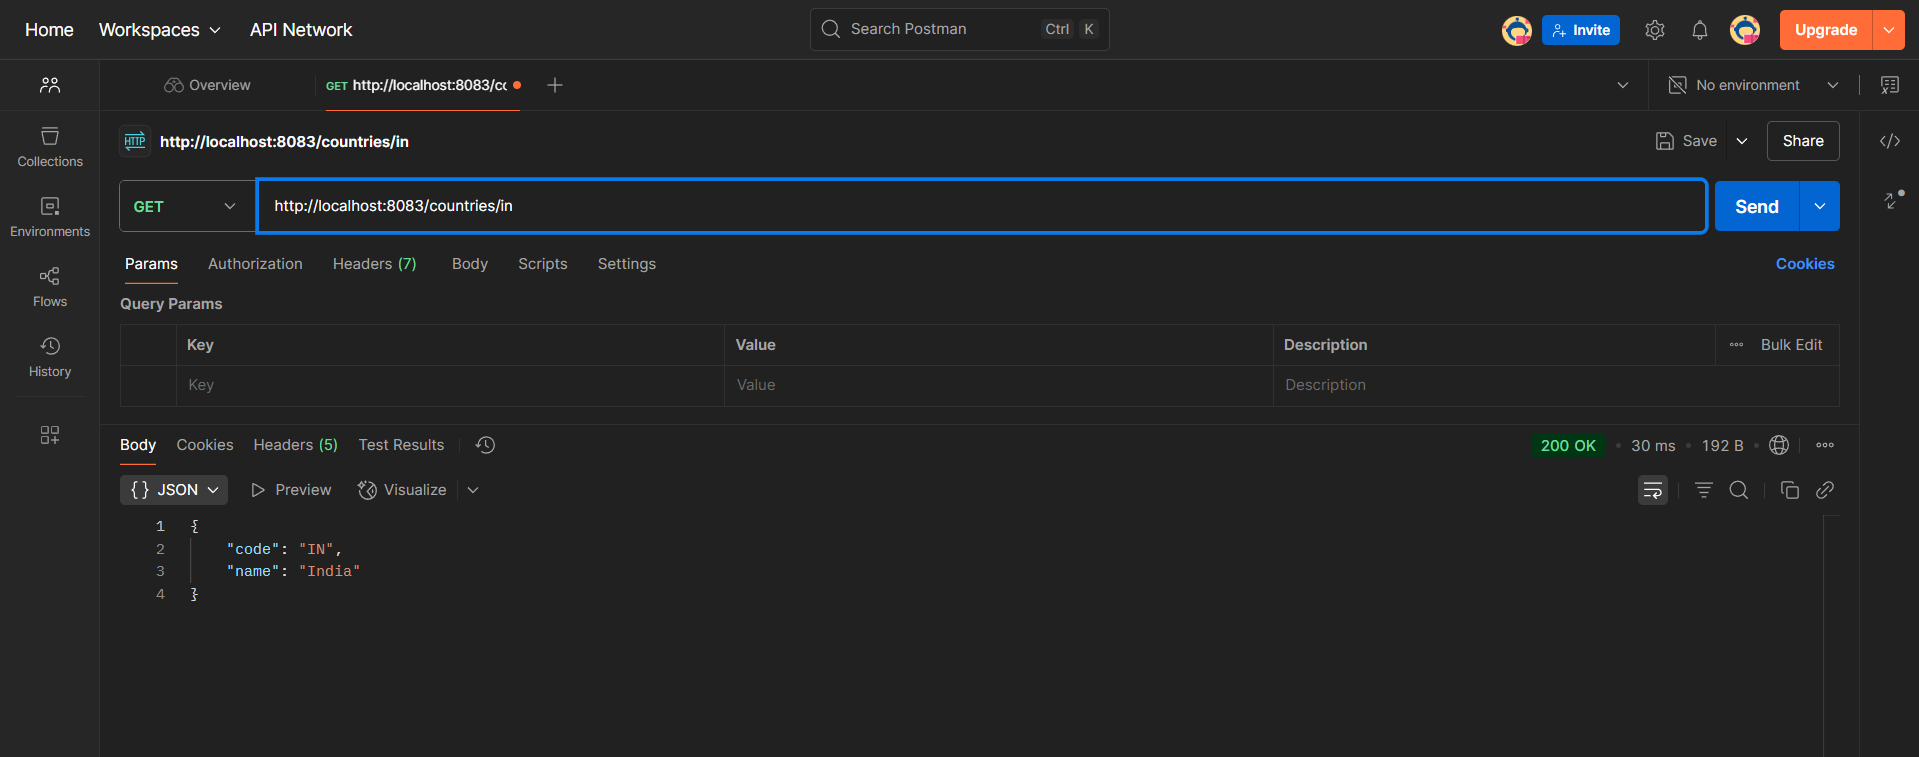 Home Workspaces API Network Search Postman Ctrl K Invite Upgrade
Overview GET http://localhost:8083/cc No environment
HTTP http://localhost:8083/countries/in Save Share
Collections
GET http://localhost:8083/countries/in Send
Environments
Params Authorization Headers (7) Body Scripts Settings Cookies
Flows
Query Params
Key Value Description Bulk Edit
History
Key Value Description
Body Cookies Headers (5) Test Results 200 OK • 30 ms • 192 B •
{} JSON Preview Visualize
1 {
2 "code": "IN",
3 "name": "India"
4 }